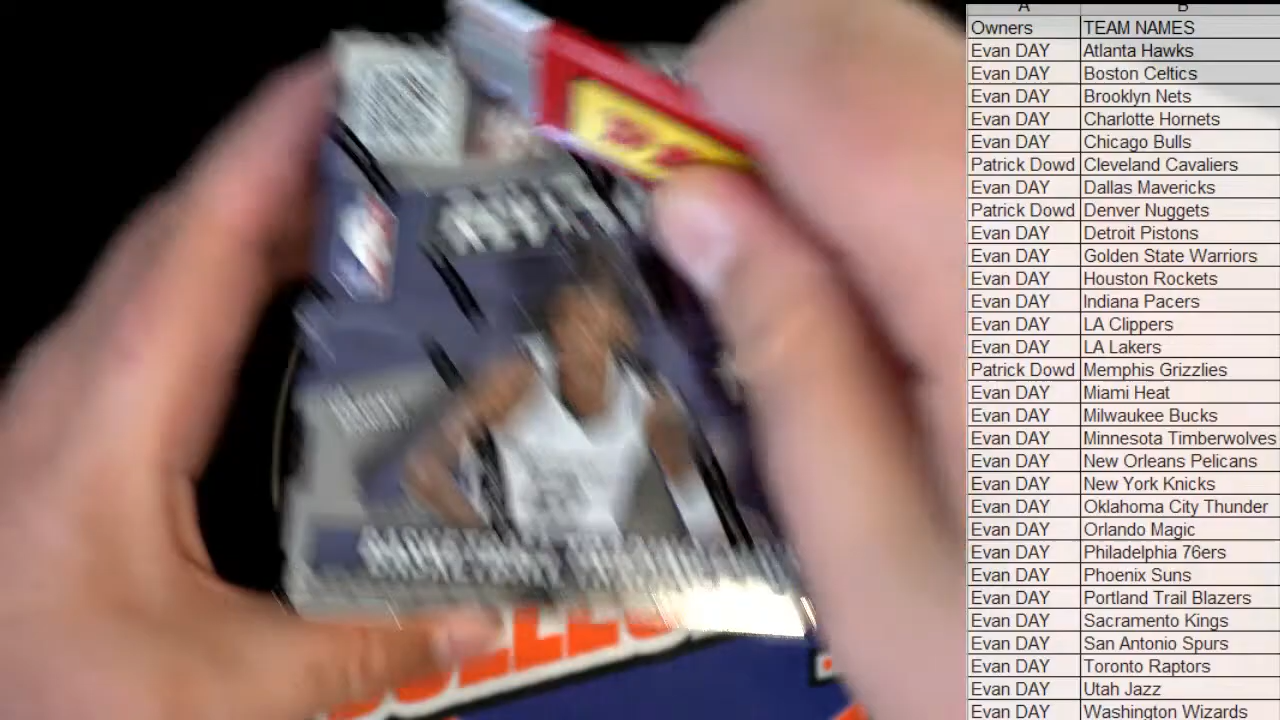 A B
Owners TEAM NAMES
Evan DAY Atlanta Hawks
Evan DAY Boston Celtics
Evan DAY Brooklyn Nets
Evan DAY Charlotte Hornets
Evan DAY Chicago Bulls
Patrick Dowd Cleveland Cavaliers
Evan DAY Dallas Mavericks
Patrick Dowd Denver Nuggets
Evan DAY Detroit Pistons
Evan DAY Golden State Warriors
Evan DAY Houston Rockets
Evan DAY Indiana Pacers
Evan DAY LA Clippers
Evan DAY LA Lakers
Patrick Dowd Memphis Grizzlies
Evan DAY Miami Heat
Evan DAY Milwaukee Bucks
Evan DAY Minnesota Timberwolves
Evan DAY New Orleans Pelicans
Evan DAY New York Knicks
Evan DAY Oklahoma City Thunder
Evan DAY Orlando Magic
Evan DAY Philadelphia 76ers
Evan DAY Phoenix Suns
Evan DAY Portland Trail Blazers
Evan DAY Sacramento Kings
Evan DAY San Antonio Spurs
Evan DAY Toronto Raptors
Evan DAY Utah Jazz
Evan DAY Washington Wizards